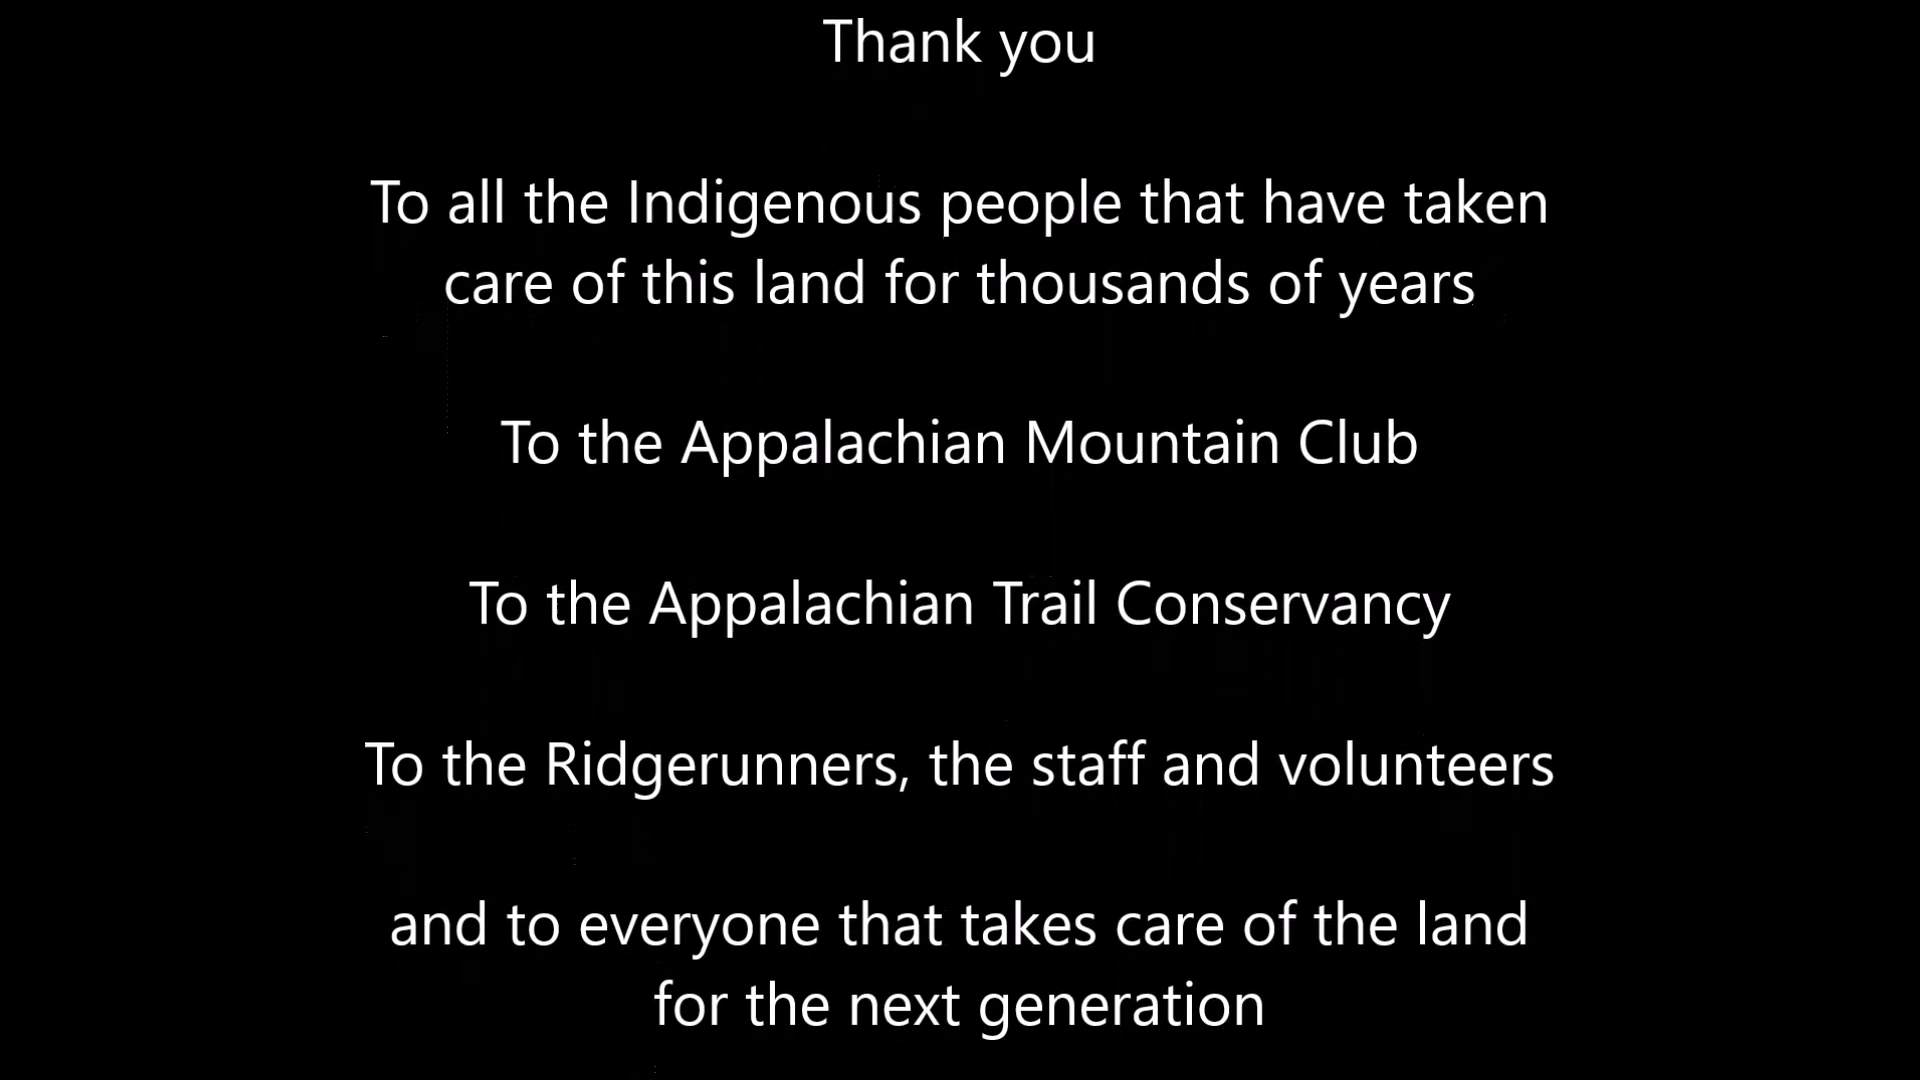 Thank you
To all the Indigenous people that have taken
care of this land for thousands of years
To the Appalachian Mountain Club
To the Appalachian Trail Conservancy
To the Ridgerunners, the staff and volunteers
and to everyone that takes care of the land
for the next generation